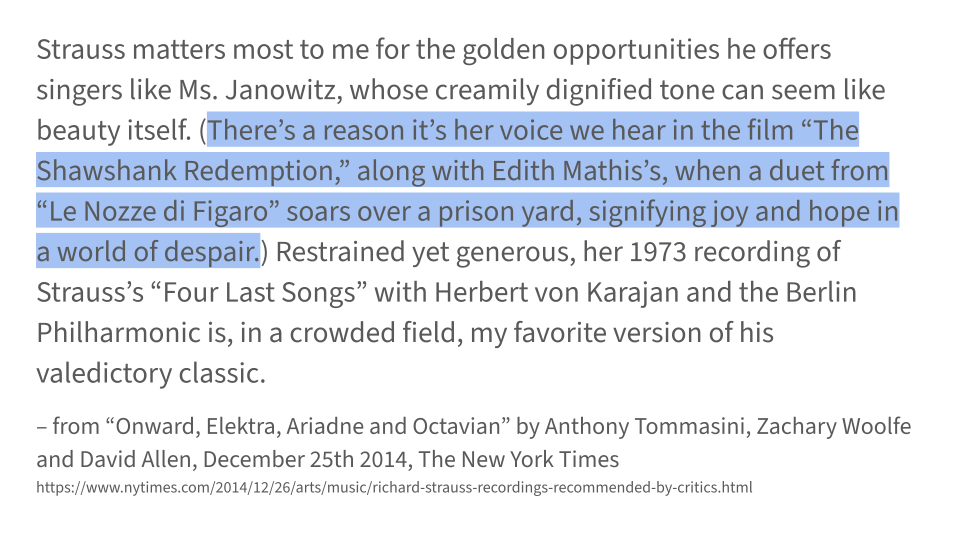 Strauss matters most to me for the golden opportunities he offers
singers like Ms. Janowitz, whose creamily dignified tone can seem like
beauty itself. (There’s a reason it’s her voice we hear in the film “The
Shawshank Redemption,” along with Edith Mathis’s, when a duet from
“Le Nozze di Figaro” soars over a prison yard, signifying joy and hope in
a world of despair.) Restrained yet generous, her 1973 recording of
Strauss’s “Four Last Songs” with Herbert von Karajan and the Berlin
Philharmonic is, in a crowded field, my favorite version of his
valedictory classic.
– from “Onward, Elektra, Ariadne and Octavian” by Anthony Tommasini, Zachary Woolfe
and David Allen, December 25th 2014, The New York Times
https://www.nytimes.com/2014/12/26/arts/music/richard-strauss-recordings-recommended-by-critics.html